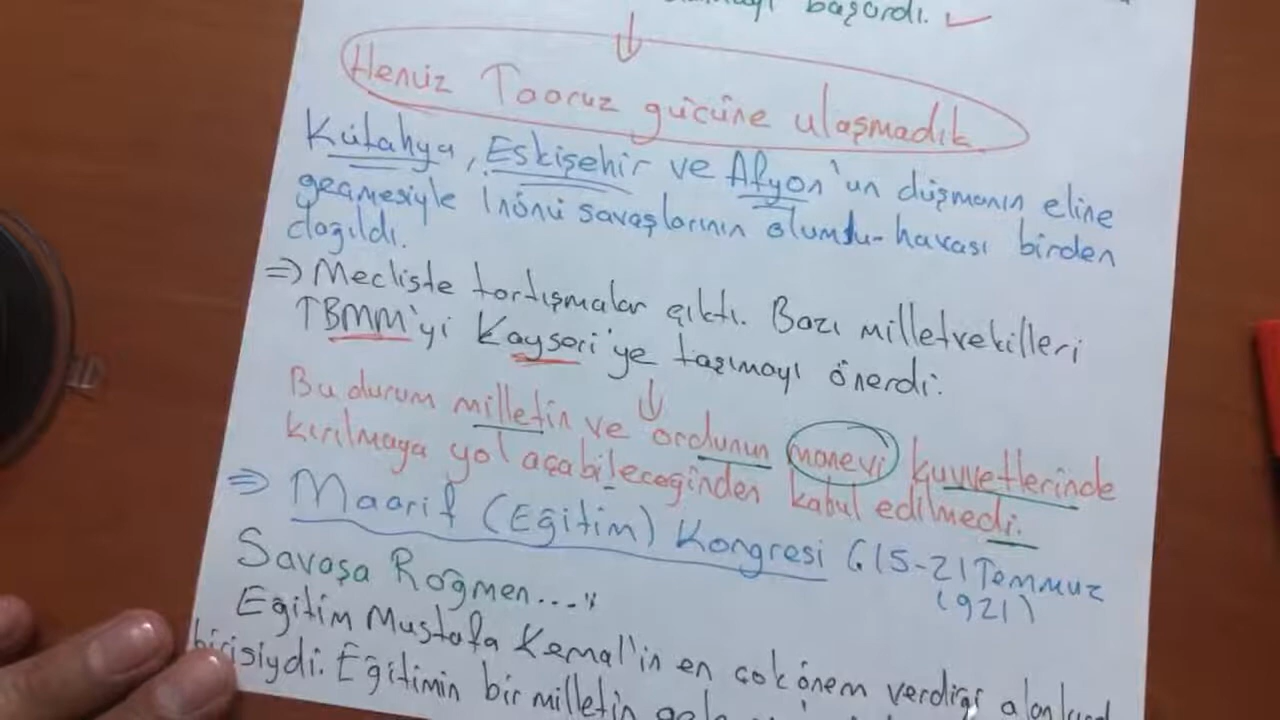 başardı. ✓
↓
Henüz Taarruz gücüne ulaşmadık
Kütahya, Eskişehir ve Afyon'un düşmanın eline
geçmesiyle İnönü savaşlarının olumlu havası birden
dağıldı.
⇒ Mecliste tartışmalar çıktı. Bazı milletvekilleri
TBMM'yi Kayseri'ye taşımayı önerdi.
↓
Bu durum milletin ve ordunun manevi kuvvetlerinde
kırılmaya yol açabileceğinden kabul edilmedi.
⇒ Maarif (Eğitim) Kongresi (15-21 Temmuz
1921)
Savaşa Rağmen..."
Eğitim Mustafa Kemal'in en çok önem verdiği
birisiydi. Eğitimin bir milletin